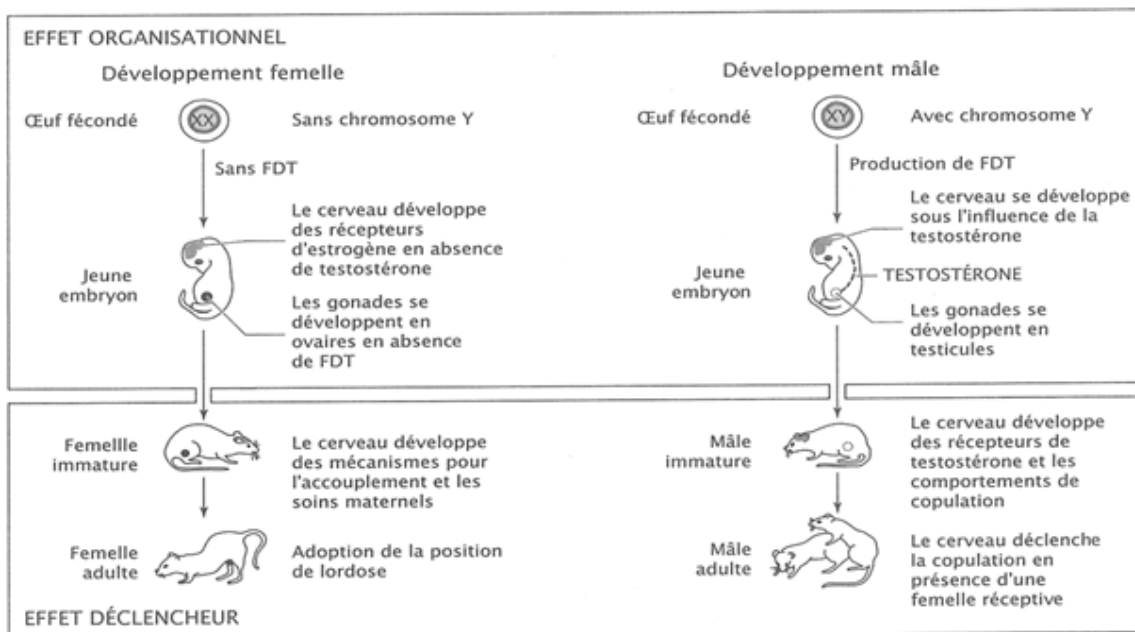 EFFET ORGANISATIONNEL
Développement femelle
Œuf fécondé
XX
Sans chromosome Y
Sans FDT
Le cerveau développe
des récepteurs
d'estrogène en absence
de testostérone
Jeune
embryon
Les gonades se
développent en
ovaires en absence
de FDT
Développement mâle
Œuf fécondé
XY
Avec chromosome Y
Production de FDT
Le cerveau se développe
sous l'influence de la
testostérone
Jeune
embryon
TESTOSTÉRONE
Les gonades se
développent en
testicules
Femellle
immature
Le cerveau développe
des mécanismes pour
l'accouplement et les
soins maternels
Femelle
adulte
Adoption de la position
de lordose
Mâle
immature
Le cerveau développe
des récepteurs de
testostérone et les
comportements de
copulation
Mâle
adulte
Le cerveau déclenche
la copulation en
présence d'une
femelle réceptive
EFFET DÉCLENCHEUR